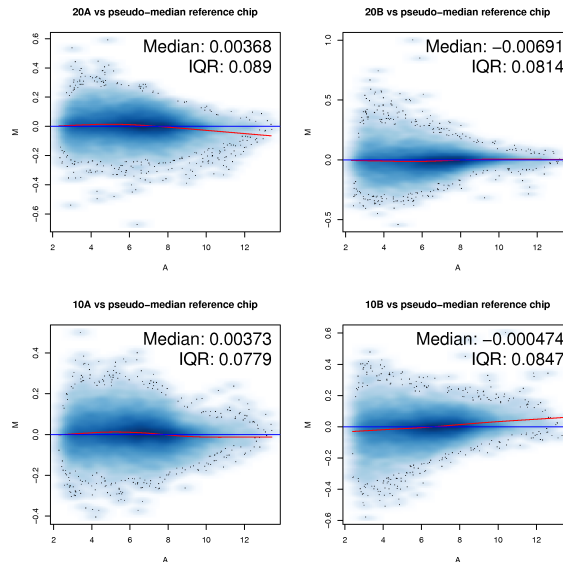 20A vs pseudo−median reference chip
Median: 0.00368
IQR: 0.089
0.6
0.4
0.2
0.0
−0.2
−0.4
−0.6
M
2 4 6 8 10 12
A
20B vs pseudo−median reference chip
Median: −0.00691
IQR: 0.0814
1.0
0.5
0.0
−0.5
M
2 4 6 8 10 12
A
10A vs pseudo−median reference chip
Median: 0.00373
IQR: 0.0779
0.4
0.2
0.0
−0.2
−0.4
M
2 4 6 8 10 12
A
10B vs pseudo−median reference chip
Median: −0.000474
IQR: 0.0847
0.6
0.4
0.2
0.0
−0.2
−0.4
−0.6
M
2 4 6 8 10 12
A